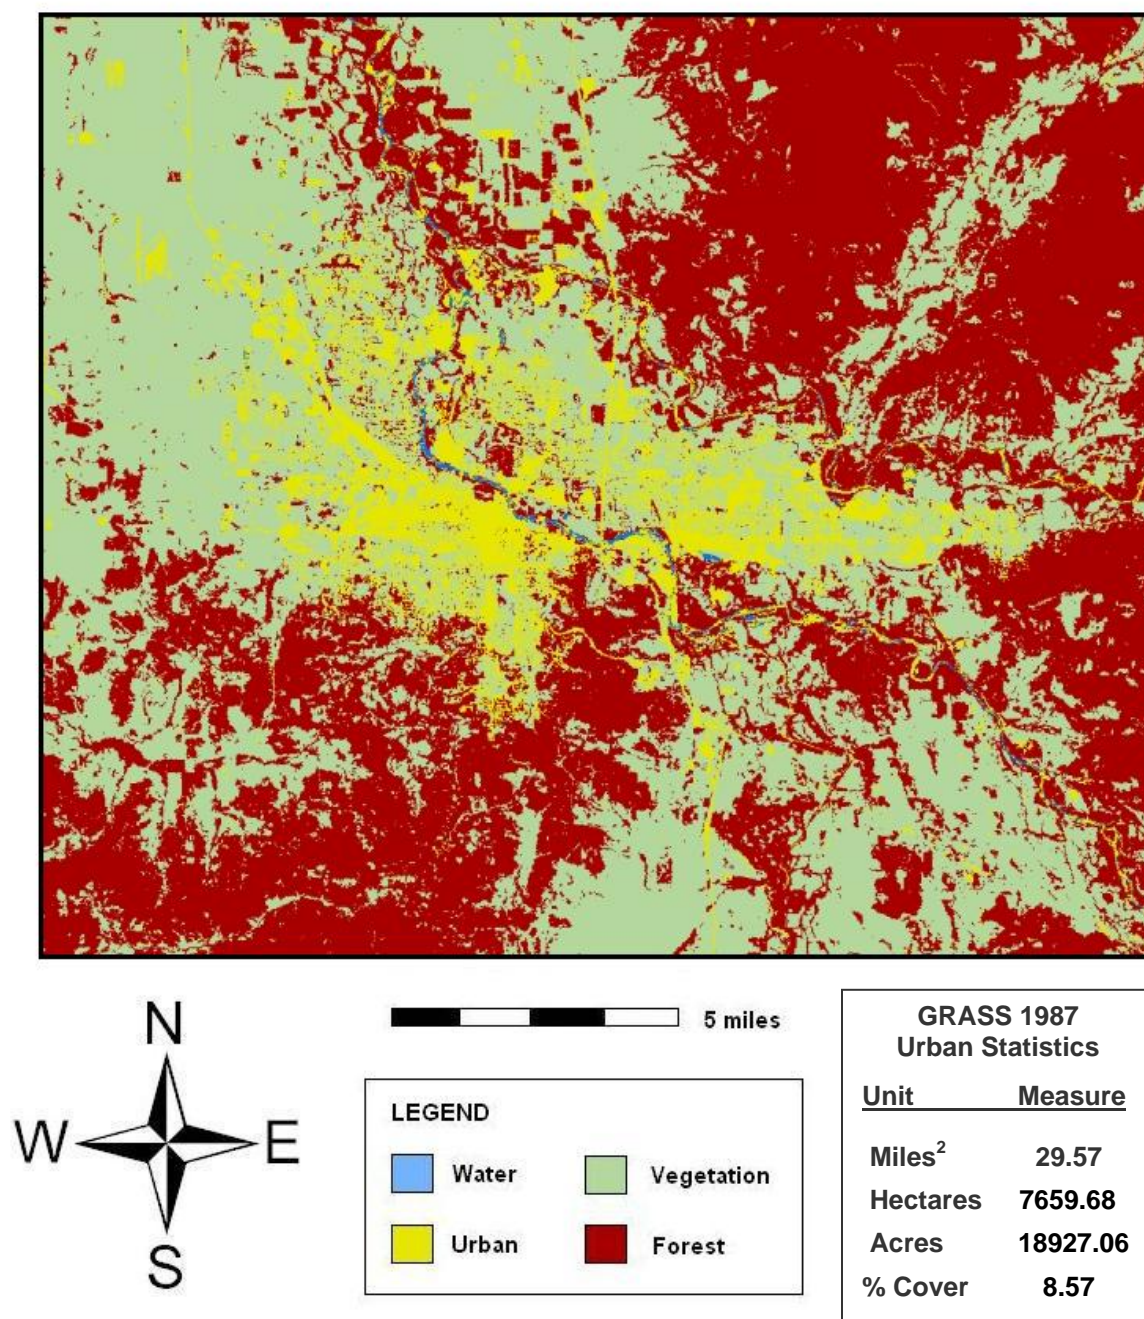 N
W E
S
5 miles
LEGEND
Water Vegetation
Urban Forest
GRASS 1987
Urban Statistics
Unit Measure
Miles² 29.57
Hectares 7659.68
Acres 18927.06
% Cover 8.57